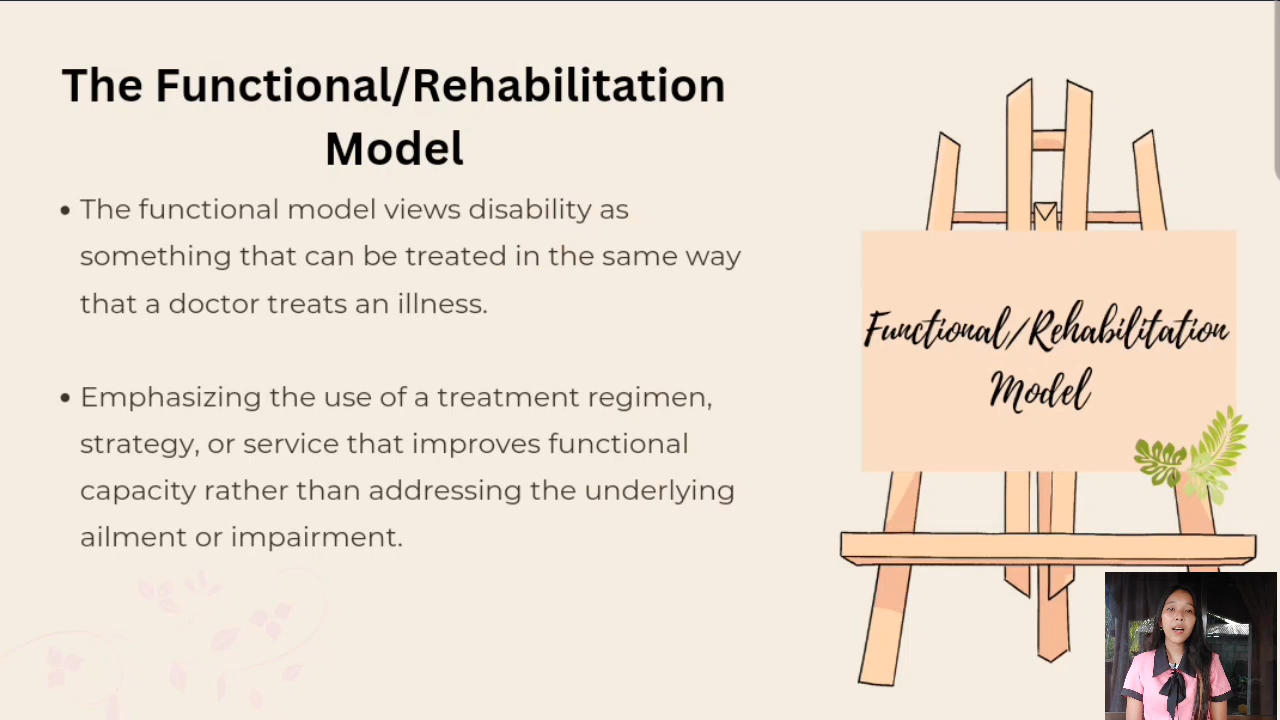 The Functional/Rehabilitation
Model
• The functional model views disability as
something that can be treated in the same way
that a doctor treats an illness.
• Emphasizing the use of a treatment regimen,
strategy, or service that improves functional
capacity rather than addressing the underlying
ailment or impairment.
Functional/Rehabilitation
Model